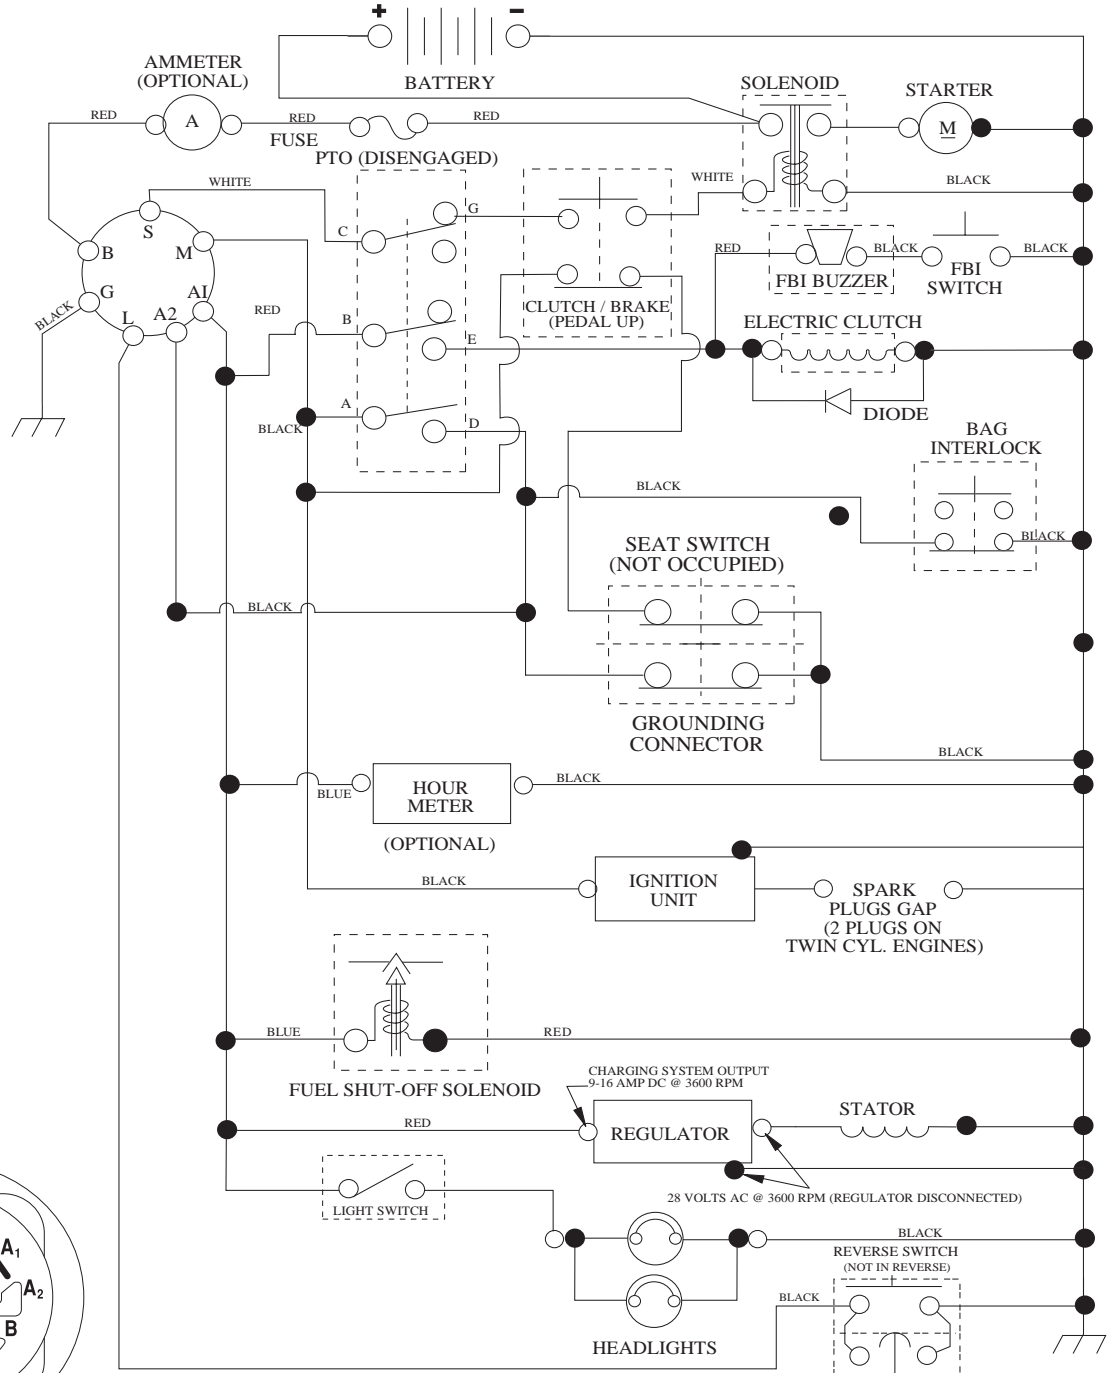 + -
BATTERY
AMMETER
(OPTIONAL)
RED
A
RED
FUSE
RED
SOLENOID
STARTER
M
PTO (DISENGAGED)
WHITE
S
B
M
G
L
A2
A1
BLACK
C
G
B
E
A
D
RED
BLACK
WHITE
BLACK
CLUTCH / BRAKE
(PEDAL UP)
RED
FBI BUZZER
BLACK
FBI
SWITCH
BLACK
ELECTRIC CLUTCH
DIODE
BAG
INTERLOCK
BLACK
BLACK
SEAT SWITCH
(NOT OCCUPIED)
BLACK
GROUNDING
CONNECTOR
BLACK
BLUE
HOUR
METER
BLACK
(OPTIONAL)
BLACK
IGNITION
UNIT
SPARK
PLUGS GAP
(2 PLUGS ON
TWIN CYL. ENGINES)
BLUE
RED
FUEL SHUT-OFF SOLENOID
CHARGING SYSTEM OUTPUT
9-16 AMP DC @ 3600 RPM
RED
REGULATOR
STATOR
28 VOLTS AC @ 3600 RPM (REGULATOR DISCONNECTED)
LIGHT SWITCH
BLACK
REVERSE SWITCH
(NOT IN REVERSE)
BLACK
HEADLIGHTS
A1
A2
B